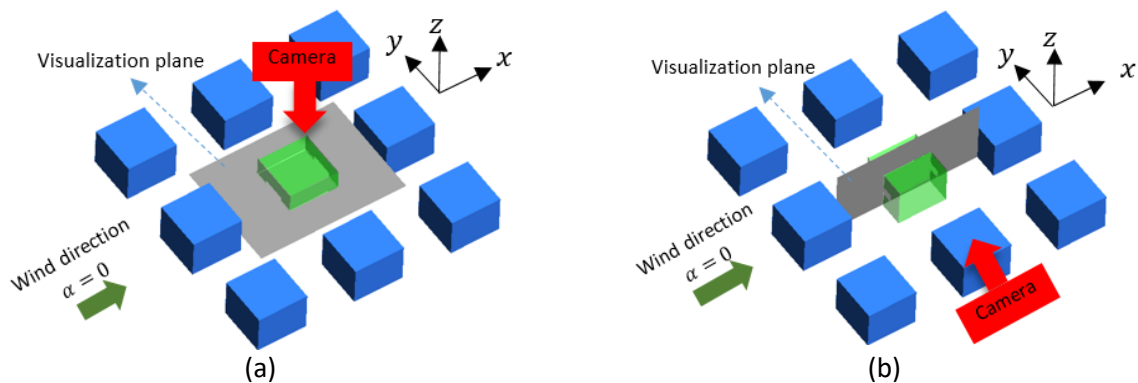 Visualization plane
Camera
y
z
x
Wind direction
α = 0
(a)
Visualization plane
y
z
x
Wind direction
α = 0
Camera
(b)